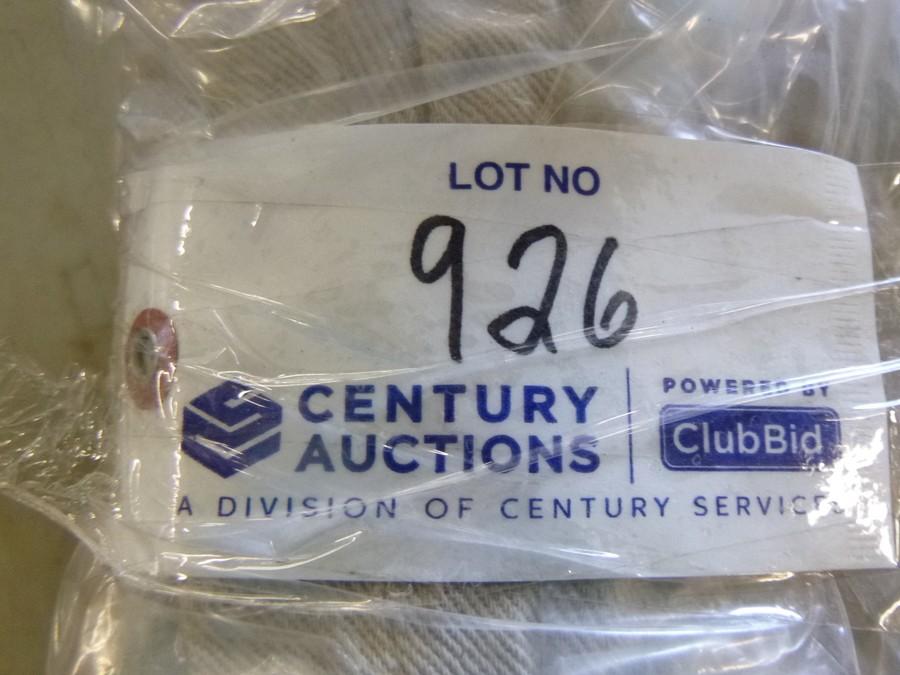 LOT NO
926
CENTURY
AUCTIONS
POWERED BY
ClubBid
A DIVISION OF CENTURY SERVICES